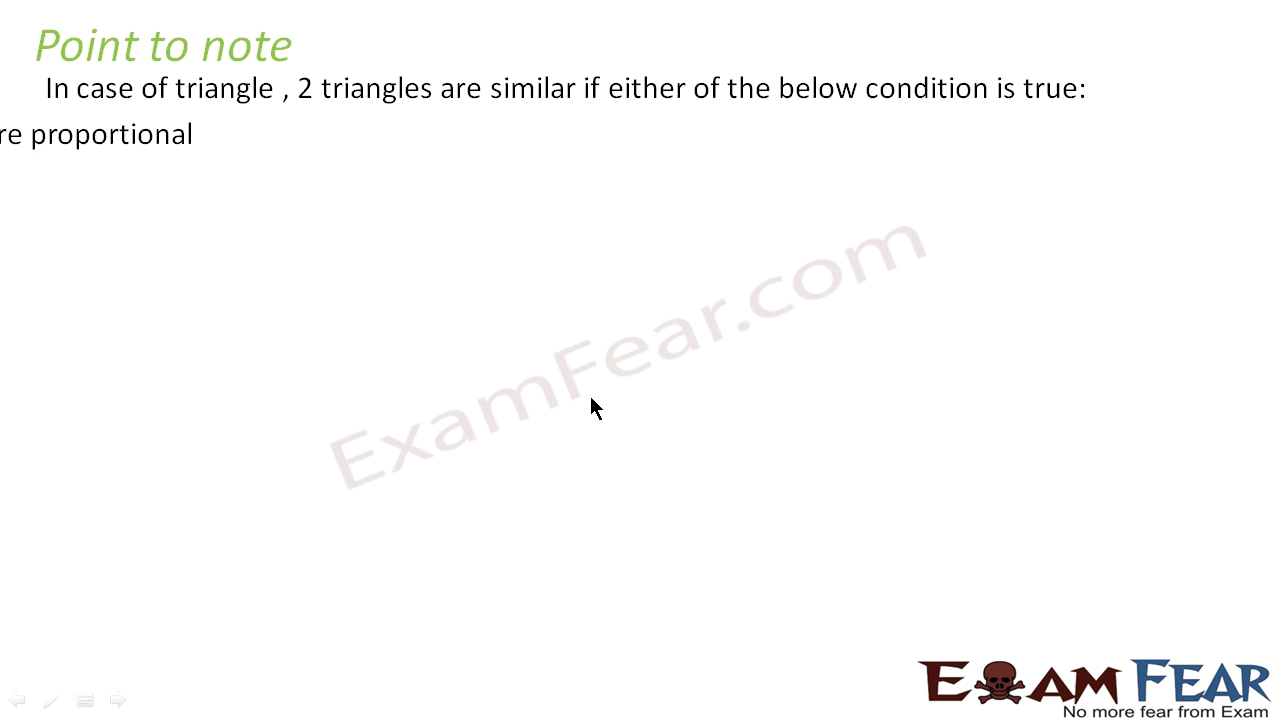 Point to note
In case of triangle , 2 triangles are similar if either of the below condition is true:
re proportional
ExamFear.com
EXAM FEAR
No more fear from Exam